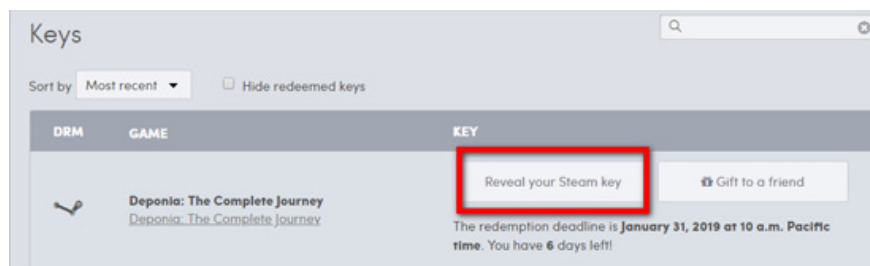 Keys
Sort by Most recent Hide redeemed keys
DRM GAME KEY
Reveal your Steam key Gift to a friend
Deponia: The Complete Journey
Deponia: The Complete Journey
The redemption deadline is January 31, 2019 at 10 a.m. Pacific
time. You have 6 days left!